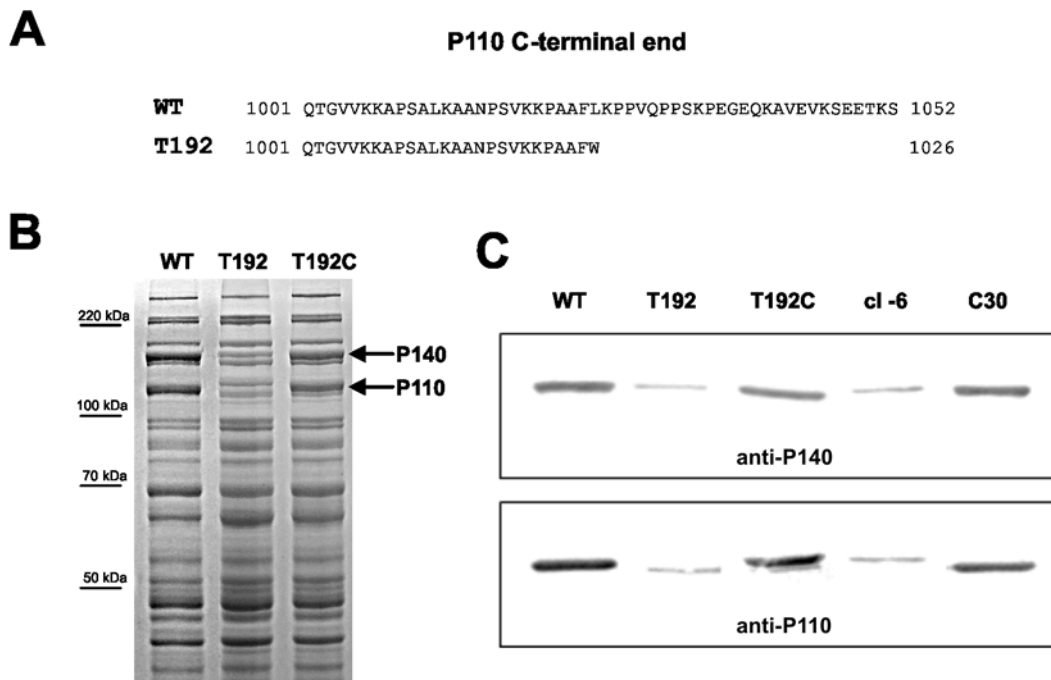 A
P110 C-terminal end
WT 1001 QTGVVKKAPSALKAANPSVKKPAAFLKPPVQPPSKPEGEQKAVEVKSEETKS 1052
T192 1001 QTGVVKKAPSALKAANPSVKKPAAFW 1026
B
WT T192 T192C
220 kDa
P140
P110
100 kDa
70 kDa
50 kDa
C
WT T192 T192C cl -6 C30
anti-P140
anti-P110